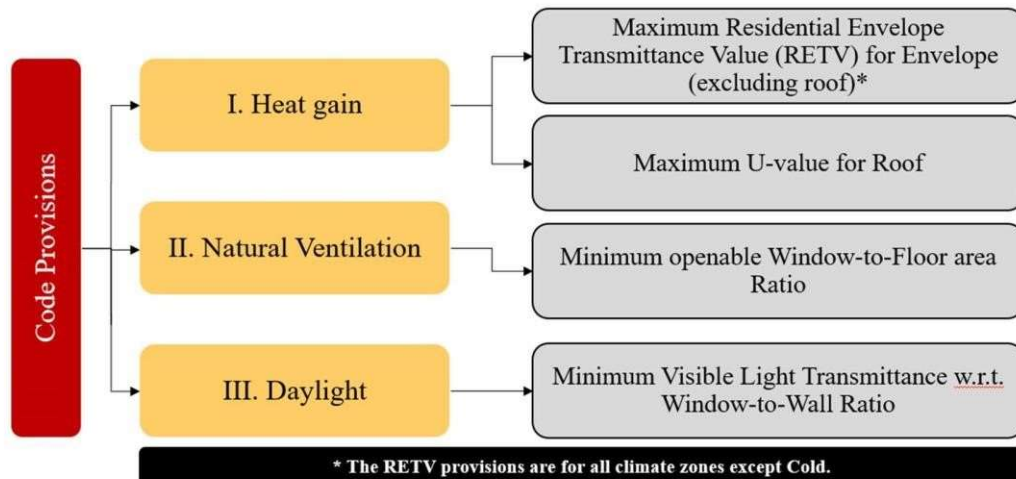 Code Provisions
I. Heat gain
Maximum Residential Envelope
Transmittance Value (RETV) for Envelope
(excluding roof)*
Maximum U-value for Roof
II. Natural Ventilation
Minimum openable Window-to-Floor area
Ratio
III. Daylight
Minimum Visible Light Transmittance w.r.t.
Window-to-Wall Ratio
* The RETV provisions are for all climate zones except Cold.